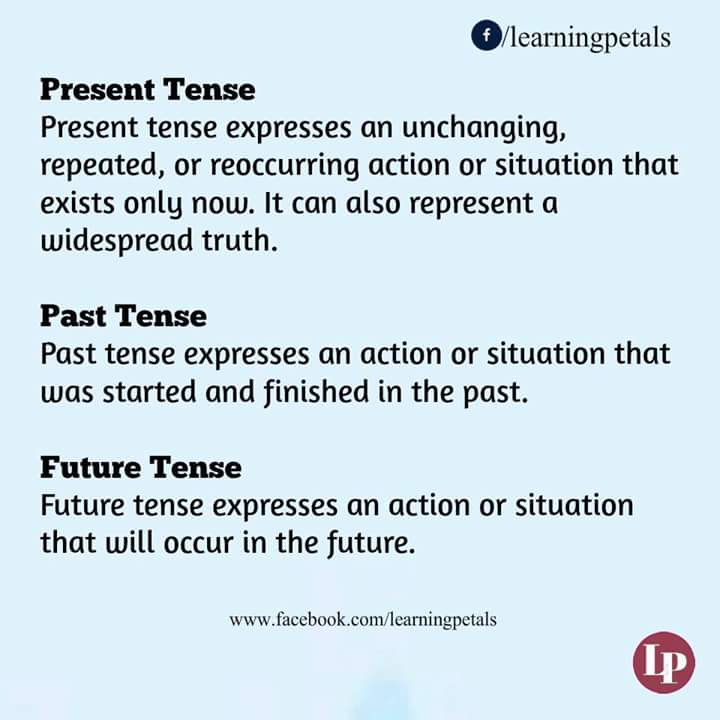 f/learningpetals
Present Tense
Present tense expresses an unchanging,
repeated, or reoccurring action or situation that
exists only now. It can also represent a
widespread truth.
Past Tense
Past tense expresses an action or situation that
was started and finished in the past.
Future Tense
Future tense expresses an action or situation
that will occur in the future.
www.facebook.com/learningpetals
LP